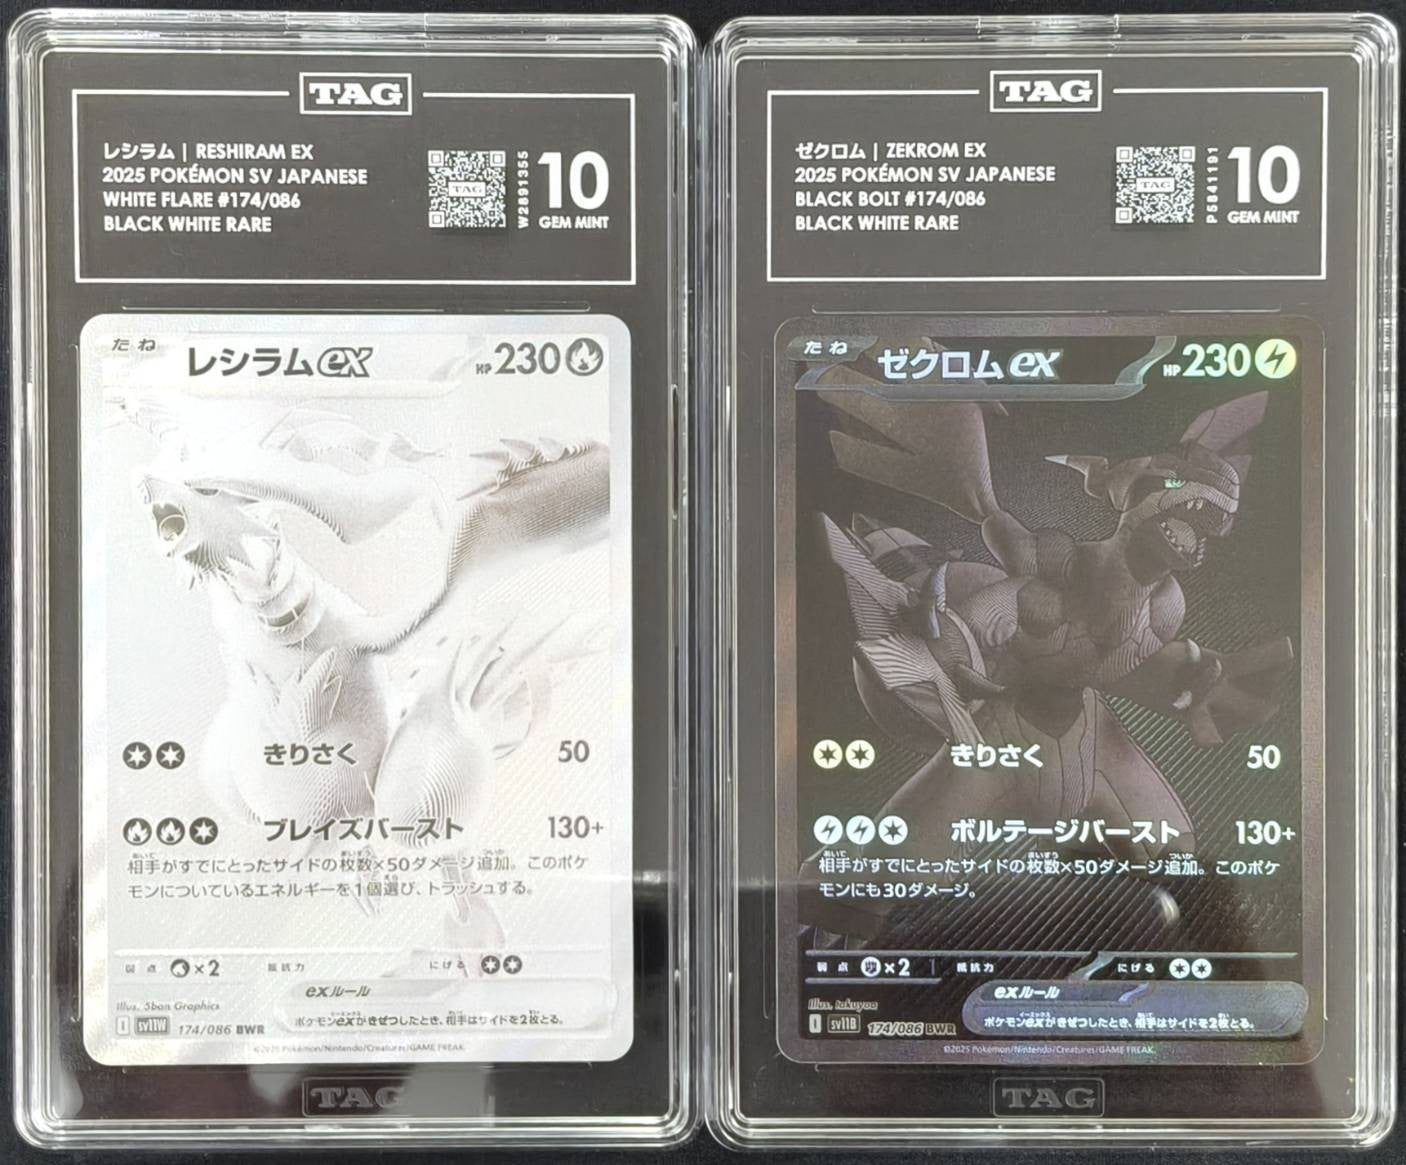 TAG
レシラム | RESHIRAM EX
2025 POKÉMON SV JAPANESE
WHITE FLARE #174/086
BLACK WHITE RARE
TAG
W2891355
10
GEM MINT
たね
レシラムex
HP230
きりさく 50
ブレイズバースト 130+
相手がすでにとったサイドの枚数×50ダメージ追加。このポケ
モンについているエネルギーを1個選び、トラッシュする。
弱点 ×2 抵抗力 にげる
exルール
ポケモンexがきぜつしたとき、相手はサイドを2枚とる。
Illus. 5ban Graphics
I sv11W 174/086 BWR
©2025 Pokémon/Nintendo/Creatures/GAME FREAK
TAG
TAG
ゼクロム | ZEKROM EX
2025 POKÉMON SV JAPANESE
BLACK BOLT #174/086
BLACK WHITE RARE
TAG
P5841191
10
GEM MINT
たね
ゼクロムex
HP230
きりさく 50
ボルテージバースト 130+
相手がすでにとったサイドの枚数×50ダメージ追加。このポケ
モンにも30ダメージ。
弱点 ×2 抵抗力 にげる
exルール
ポケモンexがきぜつしたとき、相手はサイドを2枚とる。
Illus. takuyoa
I sv11B 174/086 BWR
©2025 Pokémon/Nintendo/Creatures/GAME FREAK
TAG